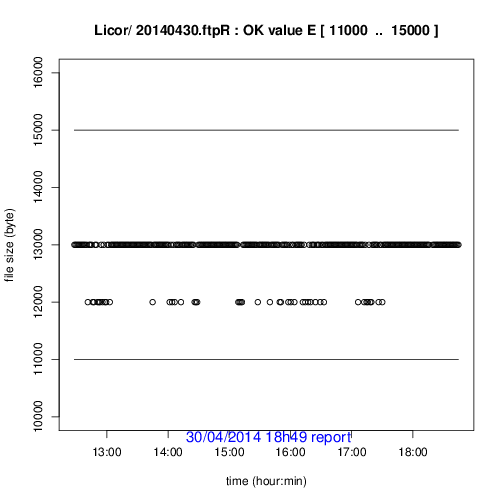 Licor/ 20140430.ftpR : OK value E [ 11000 .. 15000 ]
16000
15000
14000
13000
12000
11000
10000
file size (byte)
30/04/2014 18h49 report
13:00 14:00 15:00 16:00 17:00 18:00
time (hour:min)